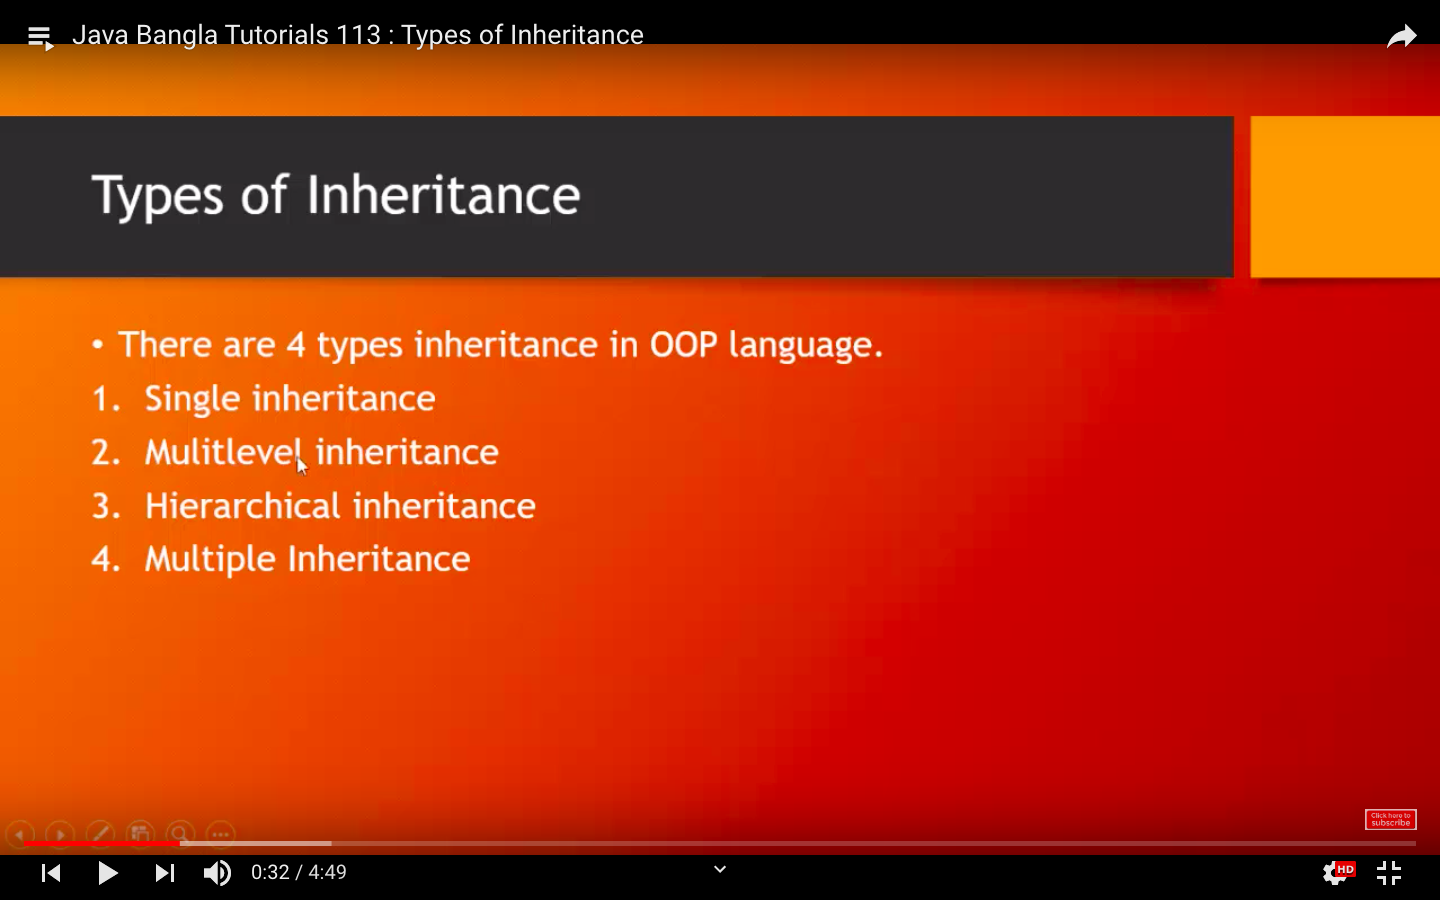 Java Bangla Tutorials 113 : Types of Inheritance
Types of Inheritance
• There are 4 types inheritance in OOP language.
1. Single inheritance
2. Mulitlevel inheritance
3. Hierarchical inheritance
4. Multiple Inheritance
Click here to
subscribe
0:32 / 4:49
HD